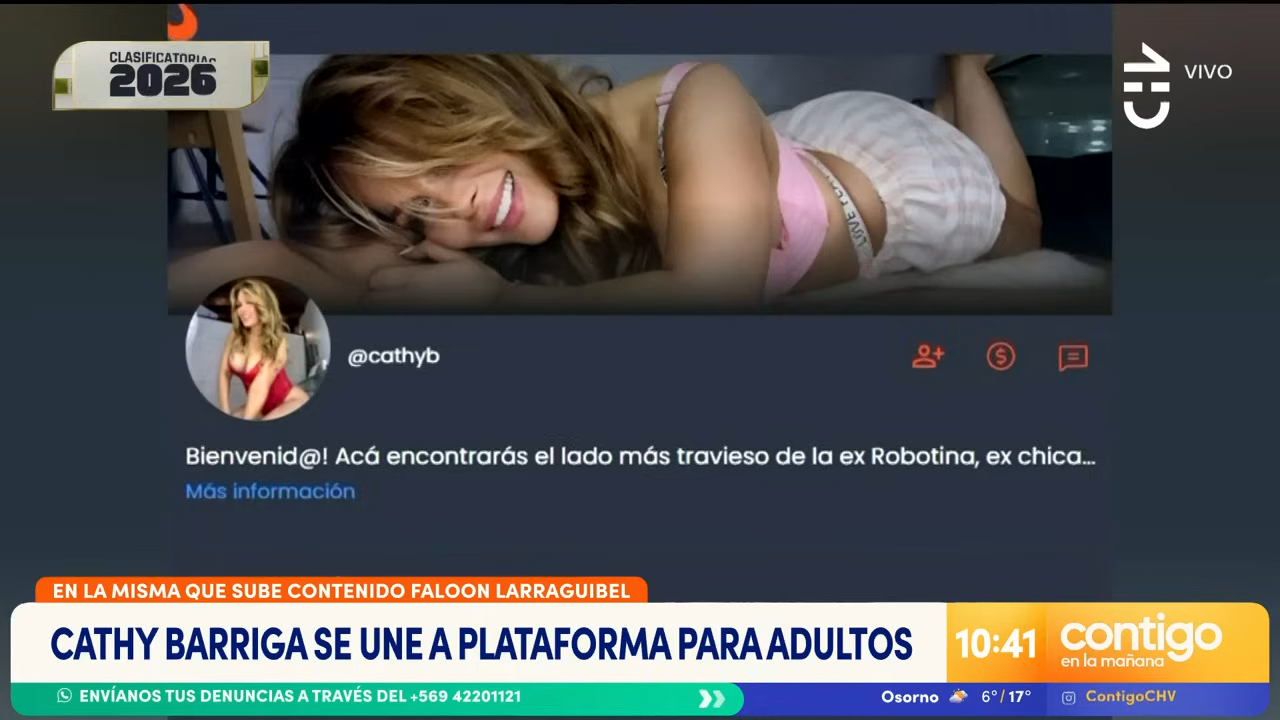 CLASIFICATORIAS
2026
CHV
VIVO
@cathyb
Bienvenid@! Acá encontrarás el lado más travieso de la ex Robotina, ex chica...
Más información
EN LA MISMA QUE SUBE CONTENIDO FALOON LARRAGUIBEL
CATHY BARRIGA SE UNE A PLATAFORMA PARA ADULTOS
10:41
contigo
en la mañana
ENVÍANOS TUS DENUNCIAS A TRAVÉS DEL +569 42201121
Osorno 6°/17°
ContigoCHV